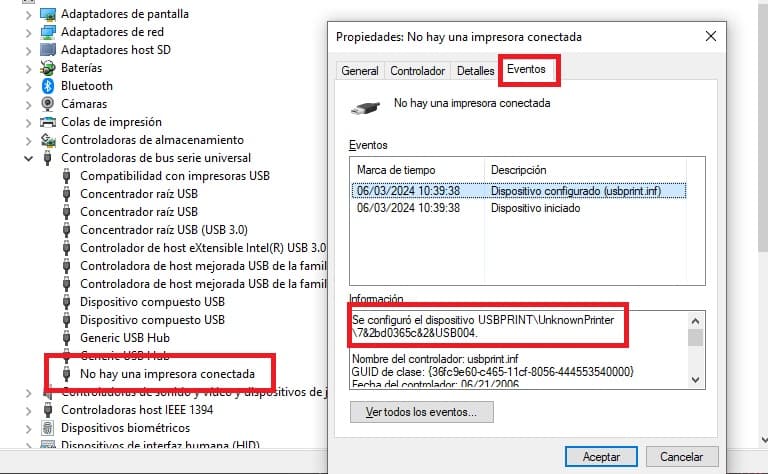 Adaptadores de pantalla
Adaptadores de red
Adaptadores host SD
Baterías
Bluetooth
Cámaras
Colas de impresión
Controladoras de almacenamiento
Controladoras de bus serie universal
Compatibilidad con impresoras USB
Concentrador raíz USB
Concentrador raíz USB
Concentrador raíz USB (USB 3.0)
Controlador de host eXtensible Intel(R) USB 3.0
Controladora de host mejorada USB de la famil
Controladora de host mejorada USB de la famil
Dispositivo compuesto USB
Dispositivo compuesto USB
Generic USB Hub
Generic USB Hub
No hay una impresora conectada
Controladoras de sonido y vídeo y dispositivos de j
Controladoras host IEEE 1394
Dispositivos biométricos
Dispositivos de interfaz humana (HID)
Propiedades: No hay una impresora conectada
General Controlador Detalles Eventos
No hay una impresora conectada
Eventos
Marca de tiempo Descripción
06/03/2024 10:39:38 Dispositivo configurado (usbprint.inf)
06/03/2024 10:39:38 Dispositivo iniciado
Información
Se configuró el dispositivo USBPRINT\UnknownPrinter
\7&2bd0365c&2&USB004.
Nombre del controlador: usbprint.inf
GUID de clase: {36fc9e60-c465-11cf-8056-444553540000}
Fecha del controlador: 06/21/2006
Ver todos los eventos...
Aceptar Cancelar